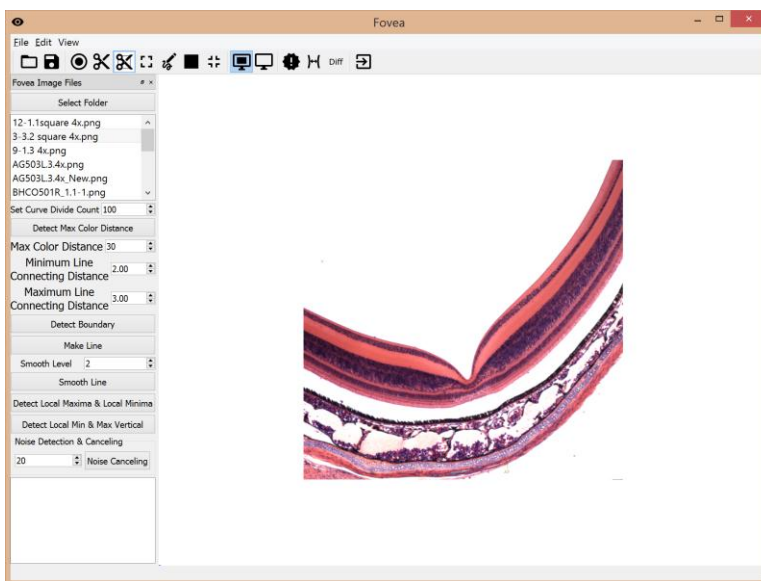 Fovea
File Edit View
Diff
Fovea Image Files
Select Folder
12-1.1square 4x.png
3-3.2 square 4x.png
9-1.3 4x.png
AG503L.3.4x.png
AG503L.3.4x_New.png
BHCO501R_1.1-1.png
Set Curve Divide Count 100
Detect Max Color Distance
Max Color Distance 30
Minimum Line
Connecting Distance 2.00
Maximum Line
Connecting Distance 3.00
Detect Boundary
Make Line
Smooth Level 2
Smooth Line
Detect Local Maxima & Local Minima
Detect Local Min & Max Vertical
Noise Detection & Canceling
20 Noise Canceling